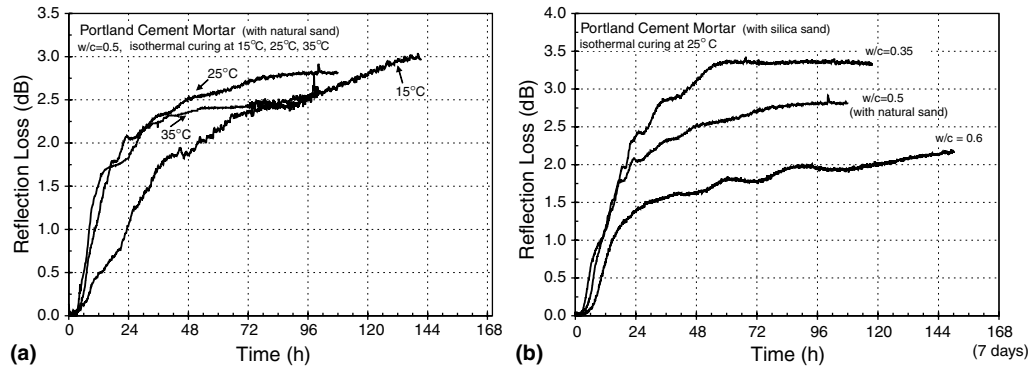 Portland Cement Mortar (with natural sand)
w/c=0.5, isothermal curing at 15°C, 25°C, 35°C
Reflection Loss (dB)
3.5
3.0
2.5
2.0
1.5
1.0
0.5
0.0
25°C
35°C
15°C
0 24 48 72 96 120 144 168
(a)
Time (h)
Portland Cement Mortar (with silica sand)
isothermal curing at 25°C
Reflection Loss (dB)
4.0
3.5
3.0
2.5
2.0
1.5
1.0
0.5
0.0
w/c=0.35
w/c=0.5
(with natural sand)
w/c = 0.6
0 24 48 72 96 120 144 168
(b)
Time (h)
(7 days)